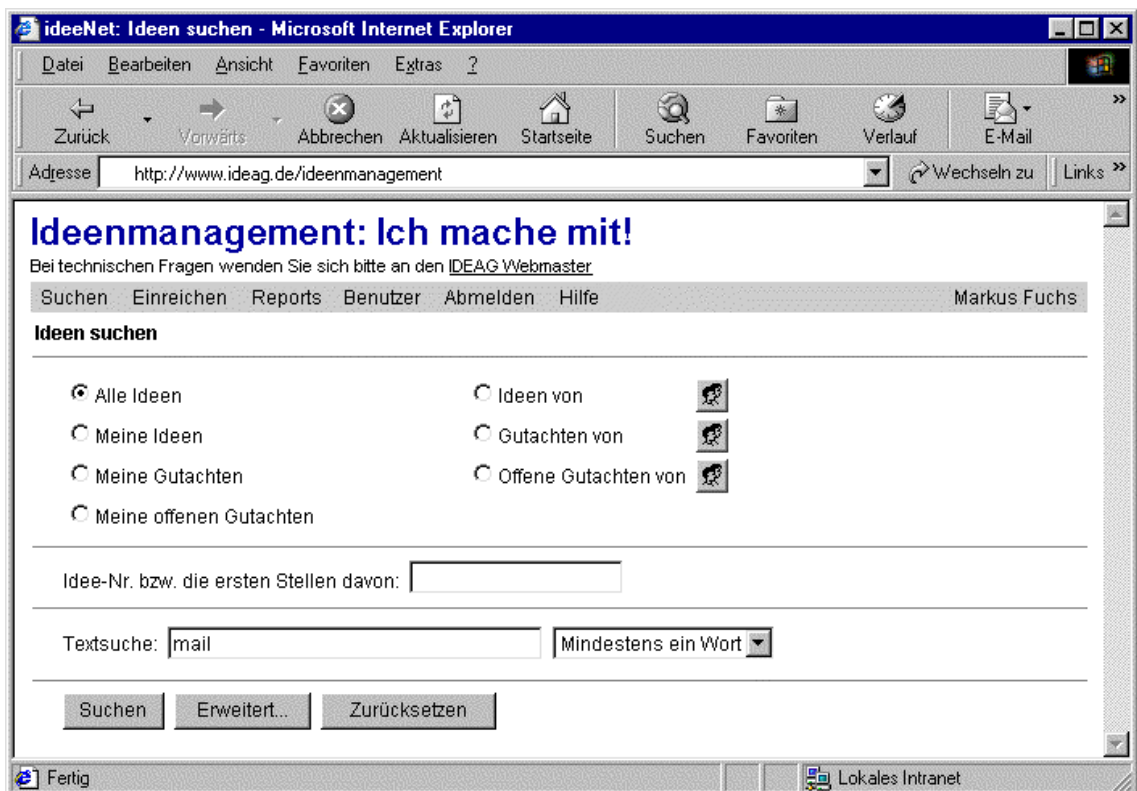 ideeNet: Ideen suchen - Microsoft Internet Explorer
Datei Bearbeiten Ansicht Favoriten Extras ?
Zurück Vorwärts Abbrechen Aktualisieren Startseite Suchen Favoriten Verlauf E-Mail »
Adresse http://www.ideag.de/ideenmanagement Wechseln zu Links »
Ideenmanagement: Ich mache mit!
Bei technischen Fragen wenden Sie sich bitte an den IDEAG Webmaster
Suchen Einreichen Reports Benutzer Abmelden Hilfe Markus Fuchs
Ideen suchen
Alle Ideen Ideen von
Meine Ideen Gutachten von
Meine Gutachten Offene Gutachten von
Meine offenen Gutachten
Idee-Nr. bzw. die ersten Stellen davon:
Textsuche: mail Mindestens ein Wort
Suchen Erweitert... Zurücksetzen
Fertig Lokales Intranet